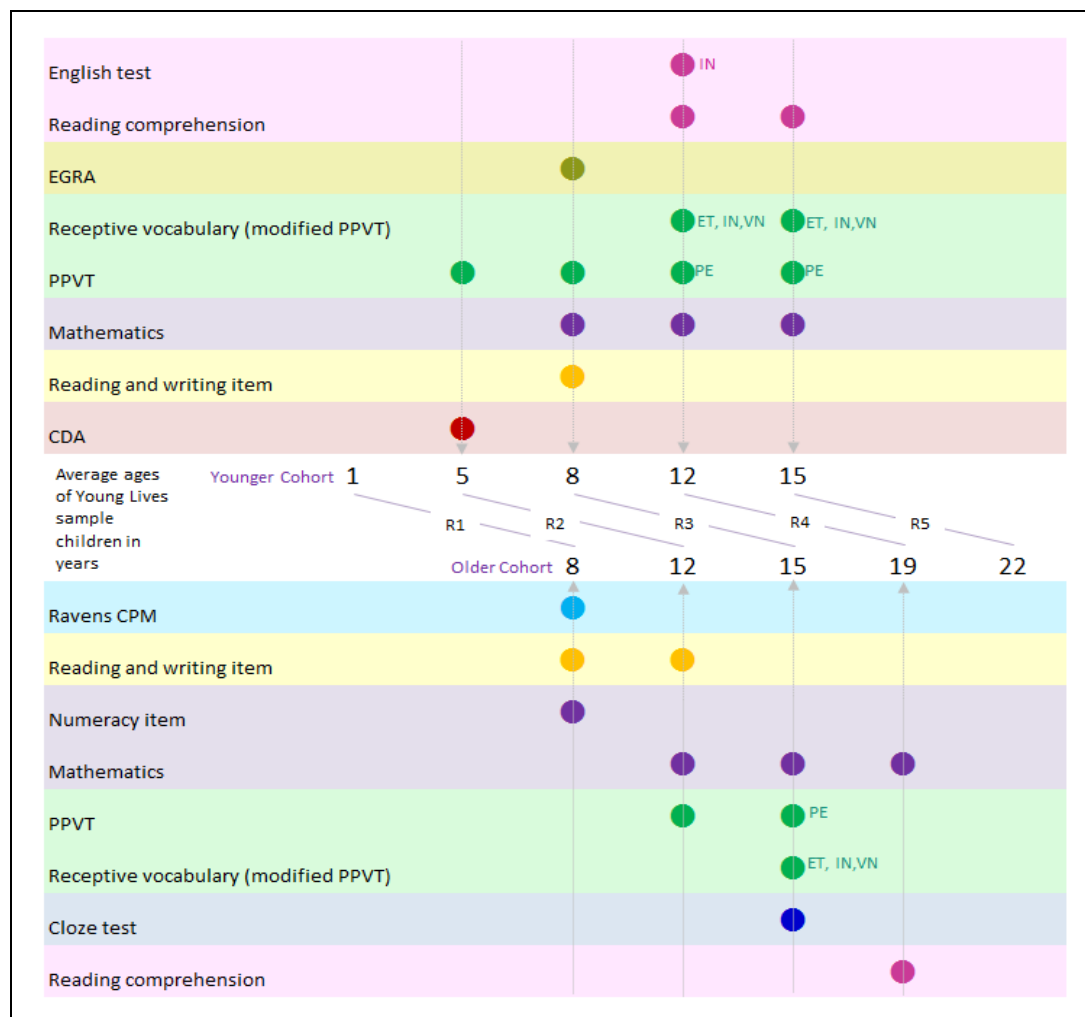 English test IN
Reading comprehension
EGRA
Receptive vocabulary (modified PPVT) ET, IN,VN ET, IN,VN
PPVT PE PE
Mathematics
Reading and writing item
CDA
Average ages
of Young Lives
sample
children in
years
Younger Cohort 1 5 8 12 15
R1 R2 R3 R4 R5
Older Cohort 8 12 15 19 22
Ravens CPM
Reading and writing item
Numeracy item
Mathematics
PPVT PE
Receptive vocabulary (modified PPVT) ET, IN,VN
Cloze test
Reading comprehension